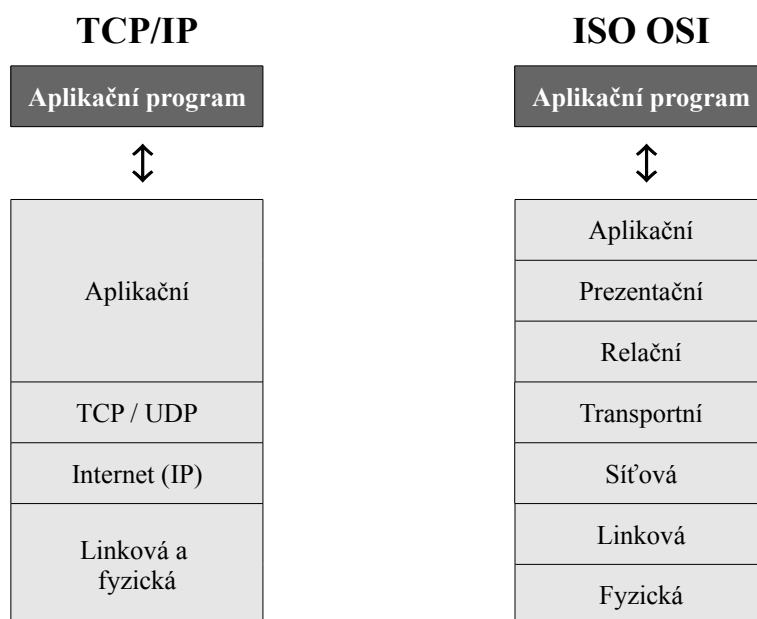 TCP/IP
Aplikační program
Aplikační
TCP / UDP
Internet (IP)
Linková a
fyzická
ISO OSI
Aplikační program
Aplikační
Prezentační
Relační
Transportní
Síťová
Linková
Fyzická